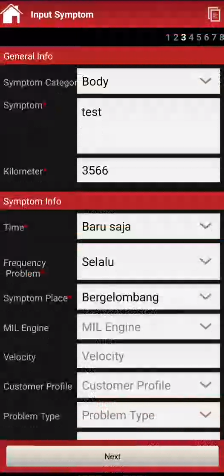 Input Symptom
1 2 3 4 5 6 7 8
General Info
Symptom Categor Body
Symptom* test
Kilometer* 3566
Symptom Info
Time* Baru saja
Frequency Problem* Selalu
Symptom Place* Bergelombang
MIL Engine MIL Engine
Velocity Velocity
Customer Profile Customer Profile
Problem Type Problem Type
Next